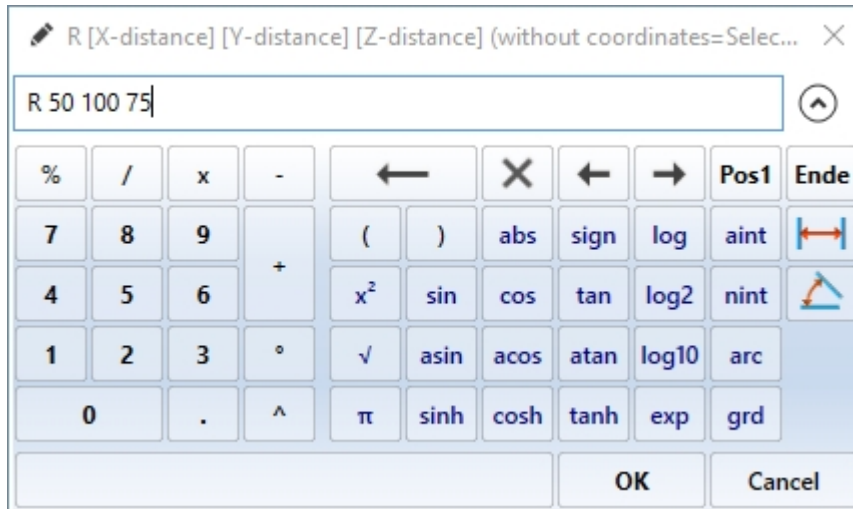 R [X-distance] [Y-distance] [Z-distance] (without coordinates=Selec...
R 50 100 75
% / x - Pos1 Ende
7 8 9 + ( ) abs sign log aint
4 5 6 x² sin cos tan log2 nint
1 2 3 ° √ asin acos atan log10 arc
0 . ^ π sinh cosh tanh exp grd
OK Cancel